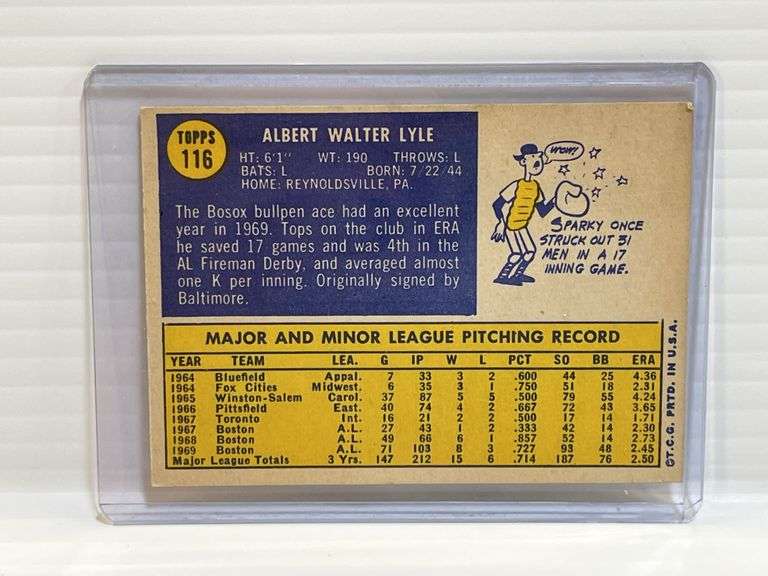 TOPPS
116
ALBERT WALTER LYLE
HT: 6'1" WT: 190 THROWS: L
BATS: L BORN: 7/22/44
HOME: REYNOLDSVILLE, PA.
The Bosox bullpen ace had an excellent
year in 1969. Tops on the club in ERA
he saved 17 games and was 4th in the
AL Fireman Derby, and averaged almost
one K per inning. Originally signed by
Baltimore.
WOW!
SPARKY ONCE
STRUCK OUT 31
MEN IN A 17
INNING GAME.
MAJOR AND MINOR LEAGUE PITCHING RECORD
YEAR TEAM LEA. G IP W L PCT SO BB ERA
1964 Bluefield Appal. 7 33 3 2 .600 44 25 4.36
1964 Fox Cities Midwest. 6 35 3 1 .750 51 18 2.31
1965 Winston-Salem Carol. 37 87 5 5 .500 79 55 4.24
1966 Pittsfield East. 40 74 4 2 .667 72 43 3.65
1967 Toronto Int. 16 21 2 2 .500 17 14 1.71
1967 Boston A.L. 27 43 1 2 .333 42 14 2.30
1968 Boston A.L. 49 66 6 1 .857 52 14 2.73
1969 Boston A.L. 71 103 8 3 .727 93 48 2.45
Major League Totals 3 Yrs. 147 212 15 6 .714 187 76 2.50
©T.C.G. PRTD. IN U.S.A.